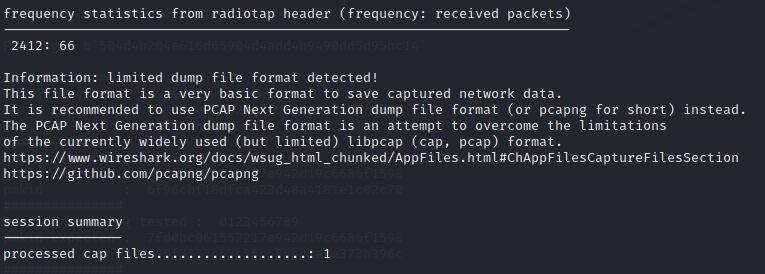 frequency statistics from radiotap header (frequency: received packets)
-----------------------------------------------------------------------
2412: 66
Information: limited dump file format detected!
This file format is a very basic format to save captured network data.
It is recommended to use PCAP Next Generation dump file format (or pcapng for short) instead.
The PCAP Next Generation dump file format is an attempt to overcome the limitations
of the currently widely used (but limited) libpcap (cap, pcap) format.
https://www.wireshark.org/docs/wsug_html_chunked/AppFiles.html#ChAppFilesCaptureFilesSection
https://github.com/pcapng/pcapng
session summary
---------------
processed cap files...................: 1